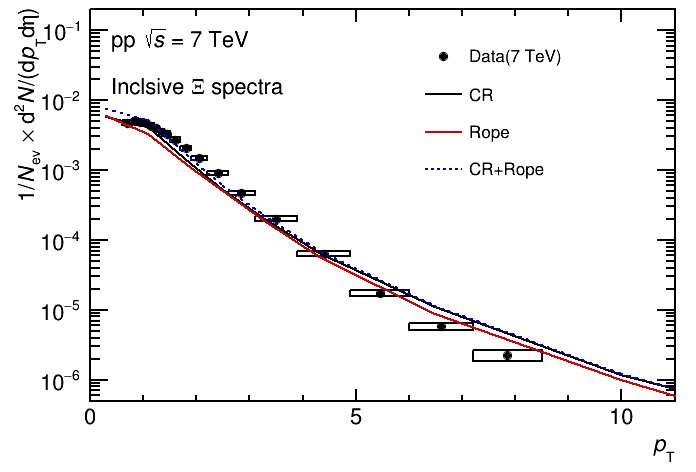 pp √s = 7 TeV
Inclsive Ξ spectra
Data(7 TeV)
CR
Rope
CR+Rope
1/N_ev × d²N/(dp_T dη)
10⁻¹
10⁻²
10⁻³
10⁻⁴
10⁻⁵
10⁻⁶
0 5 10
p_T